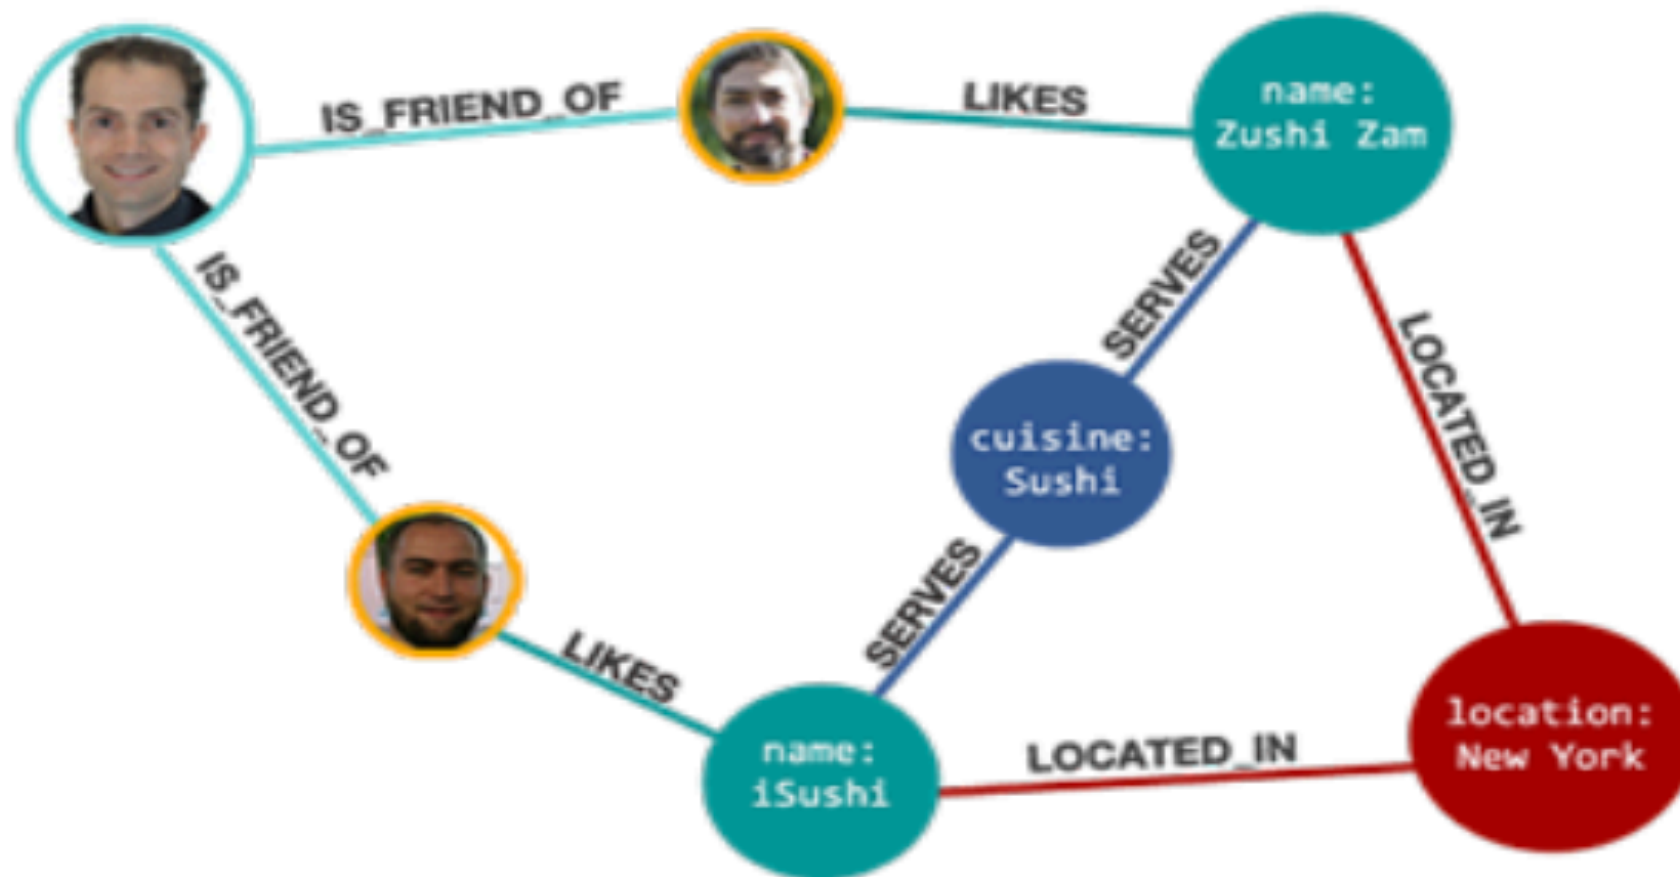 IS_FRIEND_OF
LIKES
name:
Zushi Zam
IS_FRIEND_OF
SERVES
LOCATED_IN
cuisine:
Sushi
SERVES
LIKES
name:
iSushi
LOCATED_IN
location:
New York